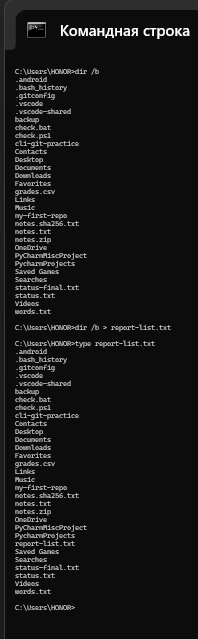 Командная строка
C:\Users\HONOR>dir /b
.android
.bash_history
.gitconfig
.vscode
.vscode-shared
backup
check.bat
check.ps1
cli-git-practice
Contacts
Desktop
Documents
Downloads
Favorites
grades.csv
Links
Music
my-first-repo
notes.sha256.txt
notes.txt
notes.zip
OneDrive
PyCharmMiscProject
PycharmProjects
Saved Games
Searches
status-final.txt
status.txt
Videos
words.txt
C:\Users\HONOR>dir /b > report-list.txt
C:\Users\HONOR>type report-list.txt
.android
.bash_history
.gitconfig
.vscode
.vscode-shared
backup
check.bat
check.ps1
cli-git-practice
Contacts
Desktop
Documents
Downloads
Favorites
grades.csv
Links
Music
my-first-repo
notes.sha256.txt
notes.txt
notes.zip
OneDrive
PyCharmMiscProject
PycharmProjects
report-list.txt
Saved Games
Searches
status-final.txt
status.txt
Videos
words.txt
C:\Users\HONOR>